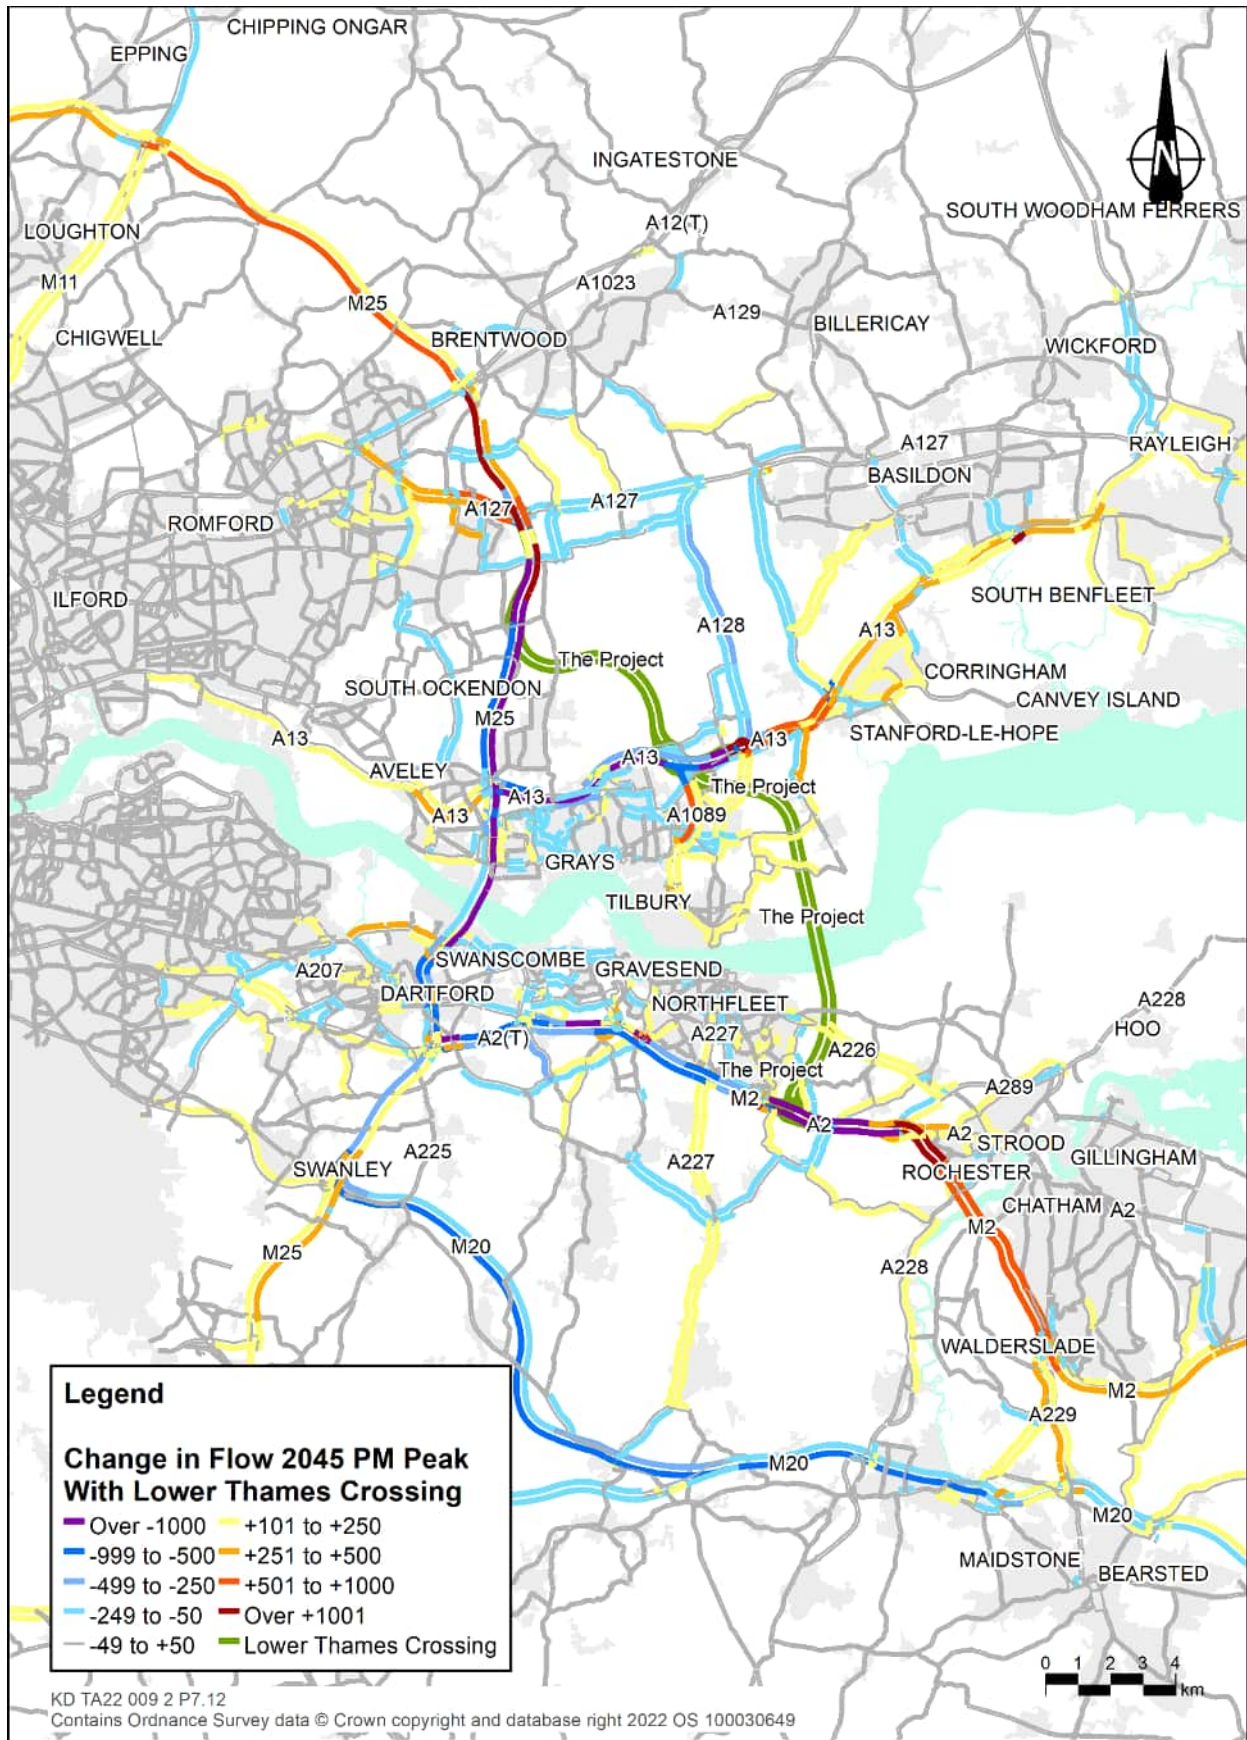 CHIPPING ONGAR
EPPING
N
INGATESTONE
SOUTH WOODHAM FERRERS
A12(T)
LOUGHTON
M11
A1023
M25
A129
BILLERICAY
CHIGWELL
BRENTWOOD
WICKFORD
A127
RAYLEIGH
BASILDON
A127
A127
ROMFORD
ILFORD
SOUTH BENFLEET
A128
A13
The Project
CORRINGHAM
SOUTH OCKENDON
CANVEY ISLAND
M25
STANFORD-LE-HOPE
A13
A13
A13
AVELEY
The Project
A13
A13
A1089
GRAYS
TILBURY
The Project
SWANSCOMBE
A207
GRAVESEND
DARTFORD
NORTHFLEET
A228
HOO
A2(T)
A227
A226
The Project
A289
M2
A2
A2
STROOD
A225
GILLINGHAM
SWANLEY
A227
ROCHESTER
CHATHAM
A2
M2
M25
M20
A228
WALDERSLADE
M2
A229
M20
M20
MAIDSTONE
BEARSTED
Legend
Change in Flow 2045 PM Peak
With Lower Thames Crossing
Over -1000
+101 to +250
-999 to -500
+251 to +500
-499 to -250
+501 to +1000
-249 to -50
Over +1001
-49 to +50
Lower Thames Crossing
0 1 2 3 4
km
KD TA22 009 2 P7.12
Contains Ordnance Survey data © Crown copyright and database right 2022 OS 100030649